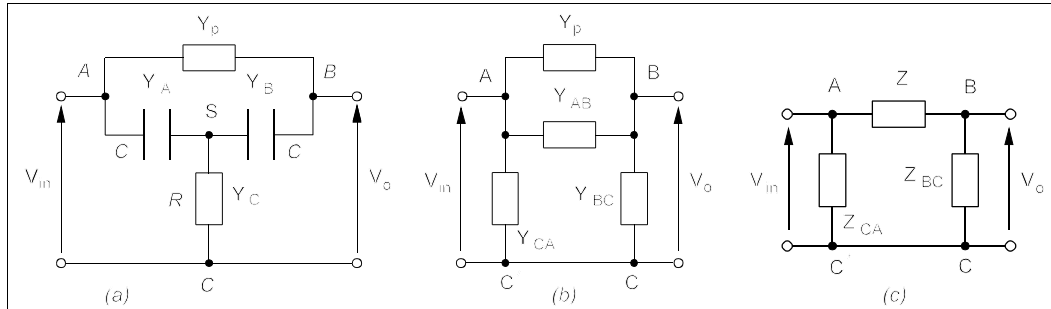 Y_p
A
Y_A
Y_B
B
S
C
C
V_in
R
Y_C
V_o
C
(a)
Y_p
A
B
Y_AB
V_in
Y_CA
Y_BC
V_o
C
(b)
A
Z
B
V_in
Z_CA
Z_BC
V_o
C
C
(c)